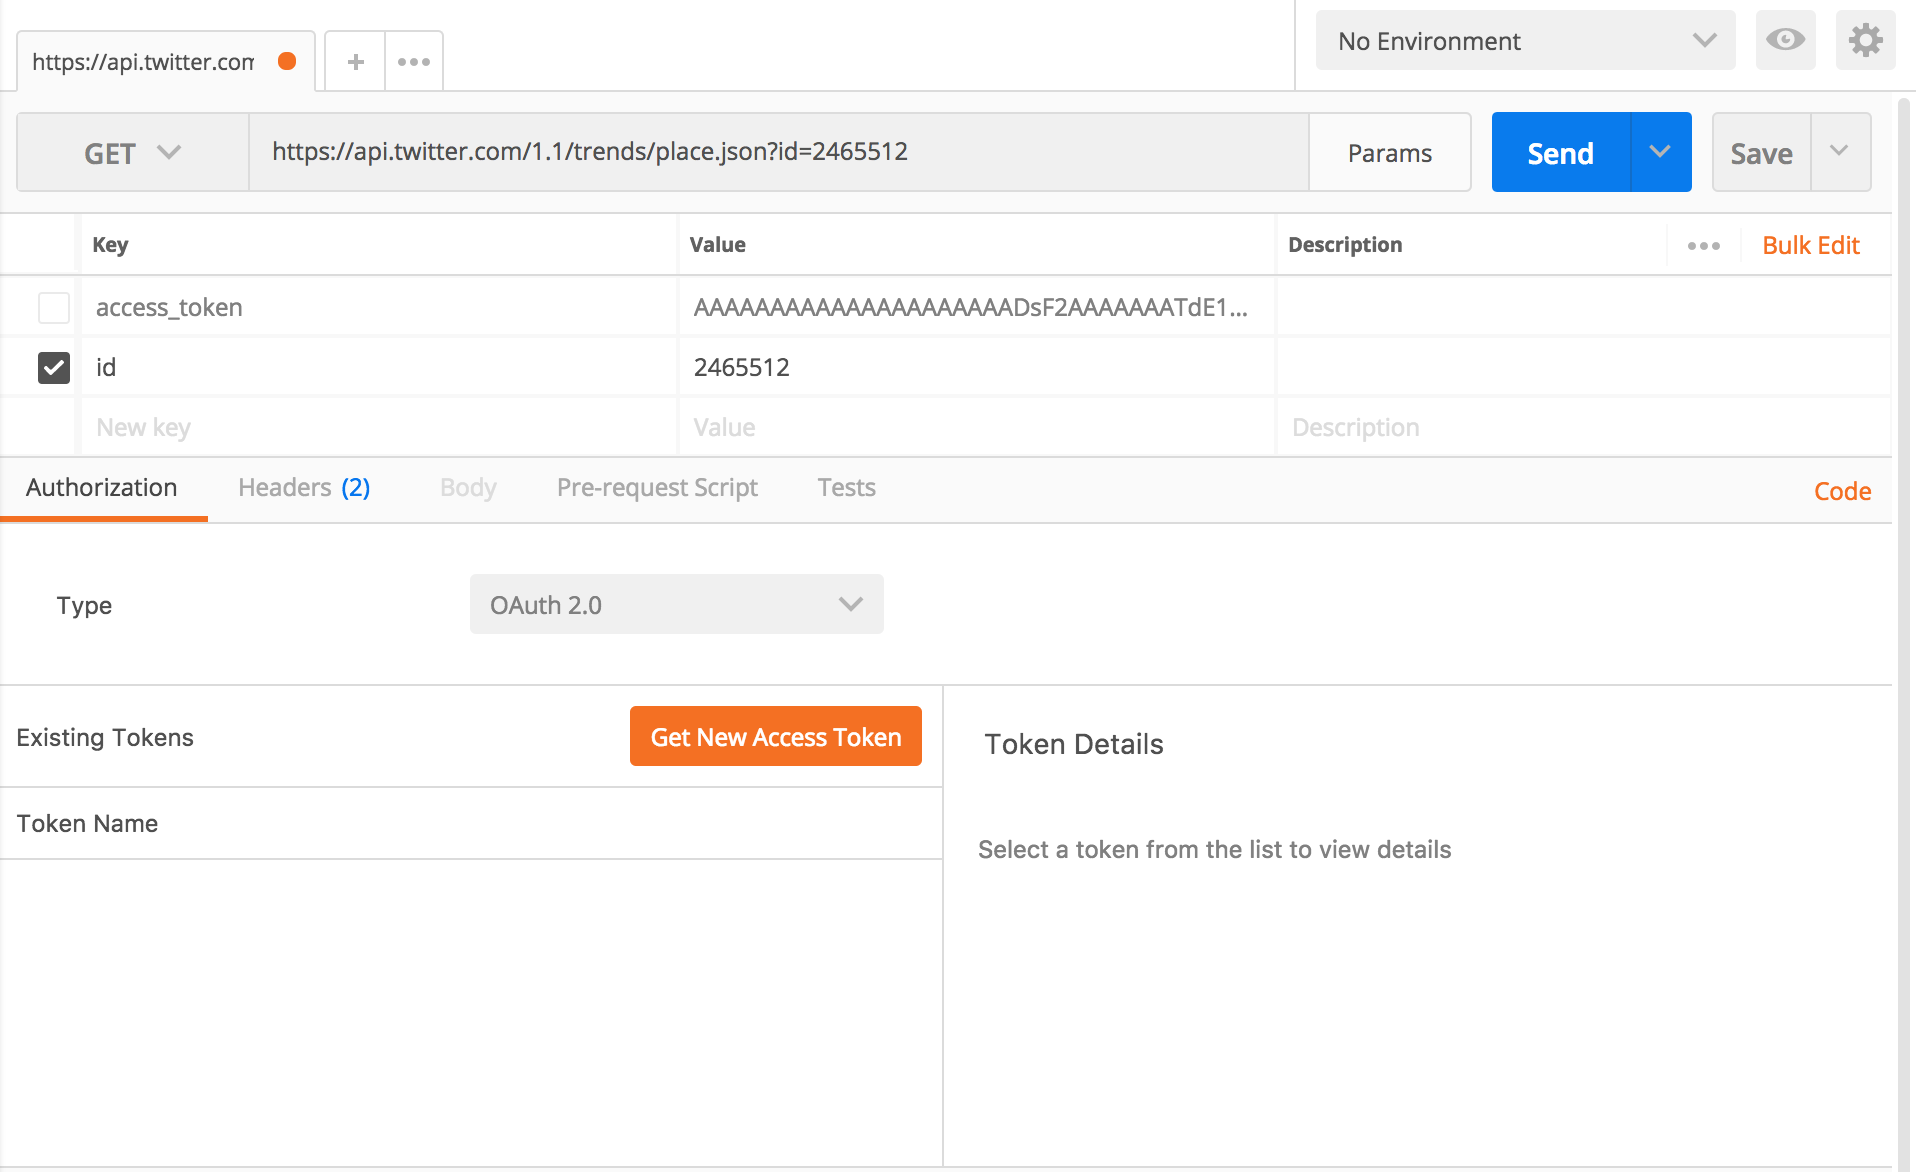 https://api.twitter.com
No Environment
GET
https://api.twitter.com/1.1/trends/place.json?id=2465512
Params
Send
Save
Key Value Description Bulk Edit
access_token AAAAAAAAAAAAAAAAAAAAADsF2AAAAAAATdE1...
id 2465512
New key Value Description
Authorization Headers (2) Body Pre-request Script Tests Code
Type OAuth 2.0
Existing Tokens Get New Access Token
Token Details
Token Name
Select a token from the list to view details